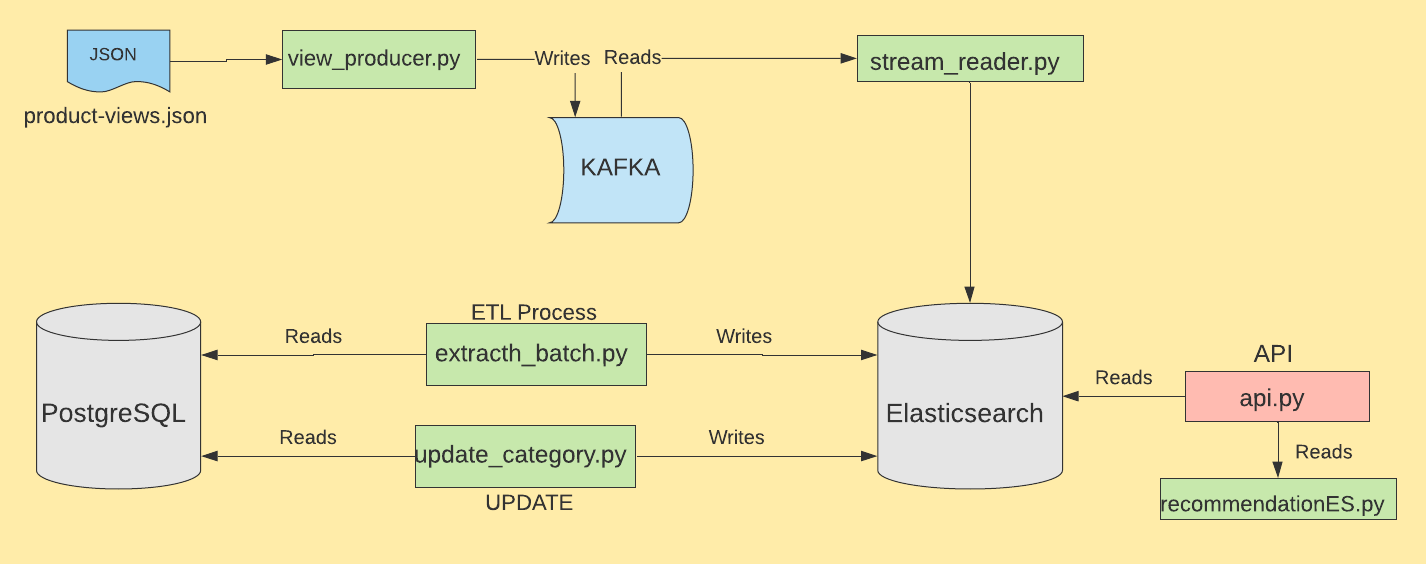 JSON
product-views.json
view_producer.py
Writes
Reads
stream_reader.py
KAFKA
ETL Process
Reads
extracth_batch.py
Writes
PostgreSQL
Reads
update_category.py
Writes
UPDATE
Elasticsearch
API
Reads
api.py
Reads
recommendationES.py